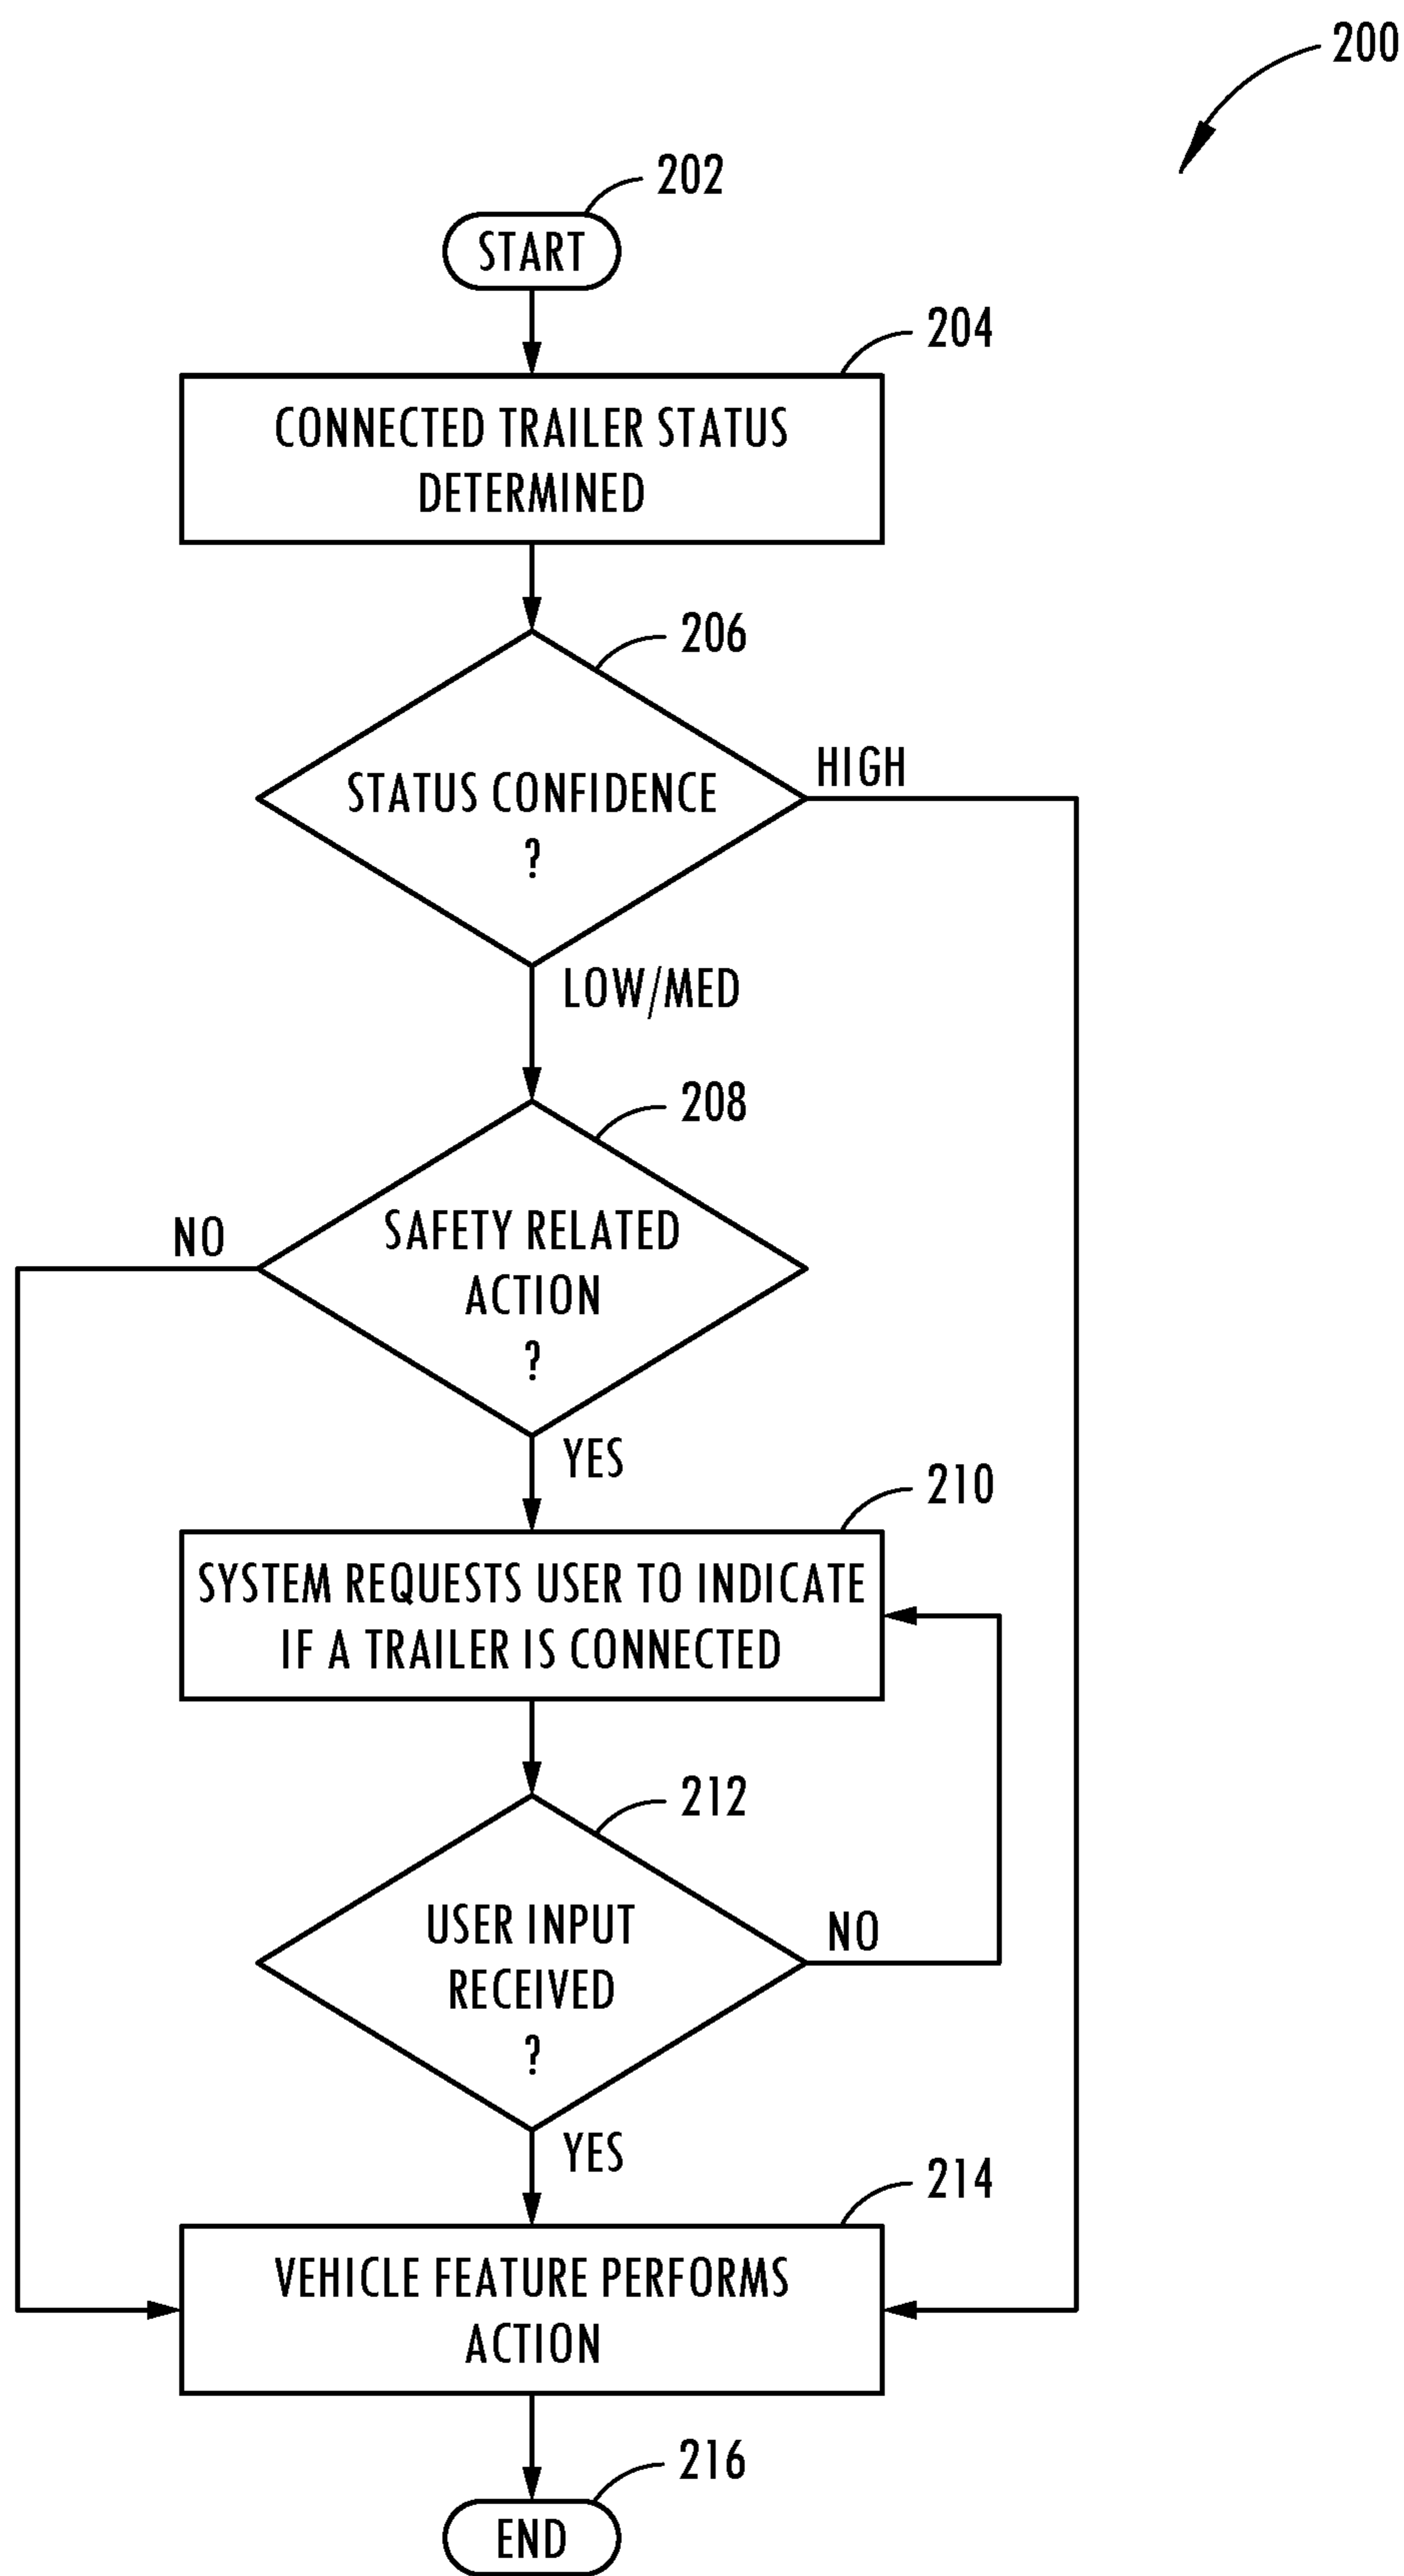 200
202
START
204
CONNECTED TRAILER STATUS
DETERMINED
206
STATUS CONFIDENCE
?
HIGH
LOW/MED
208
SAFETY RELATED
ACTION
?
NO
YES
210
SYSTEM REQUESTS USER TO INDICATE
IF A TRAILER IS CONNECTED
212
USER INPUT
RECEIVED
?
NO
YES
214
VEHICLE FEATURE PERFORMS
ACTION
216
END